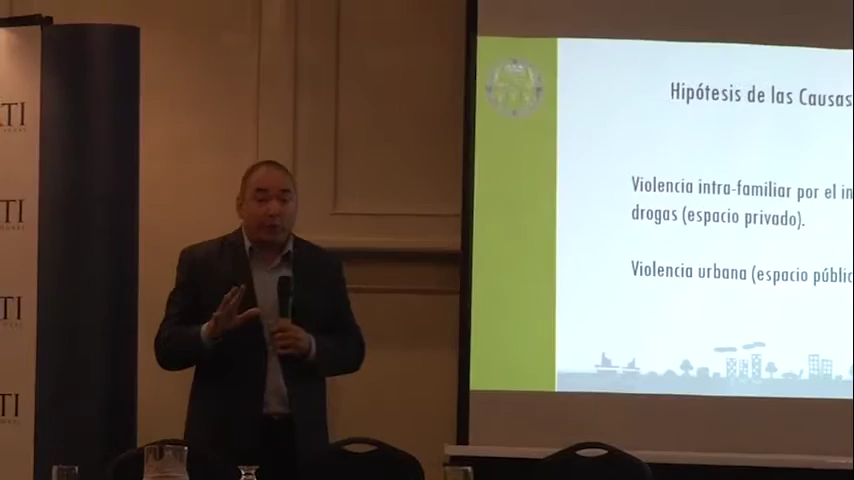 TI
TI
TI
TI
Hipótesis de las Causas
Violencia intra-familiar por el in
drogas (espacio privado).
Violencia urbana (espacio públic